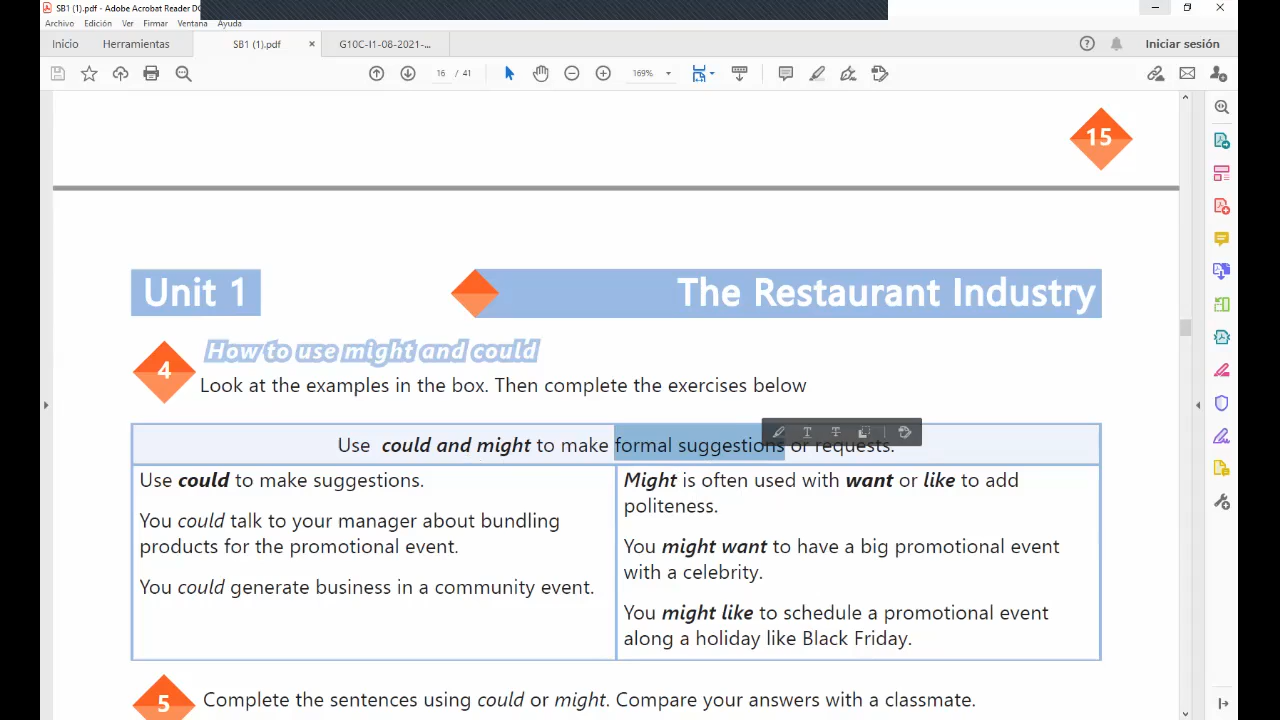 SB1 (1).pdf - Adobe Acrobat Reader DC
Archivo Edición Ver Firmar Ventana Ayuda
Inicio Herramientas SB1 (1).pdf × G10C-I1-08-2021-... Iniciar sesión
16 / 41 169%
15
Unit 1 The Restaurant Industry
4 How to use might and could
Look at the examples in the box. Then complete the exercises below
Use could and might to make formal suggestions or requests.
Use could to make suggestions.
You could talk to your manager about bundling
products for the promotional event.
You could generate business in a community event.
Might is often used with want or like to add
politeness.
You might want to have a big promotional event
with a celebrity.
You might like to schedule a promotional event
along a holiday like Black Friday.
5 Complete the sentences using could or might. Compare your answers with a classmate.